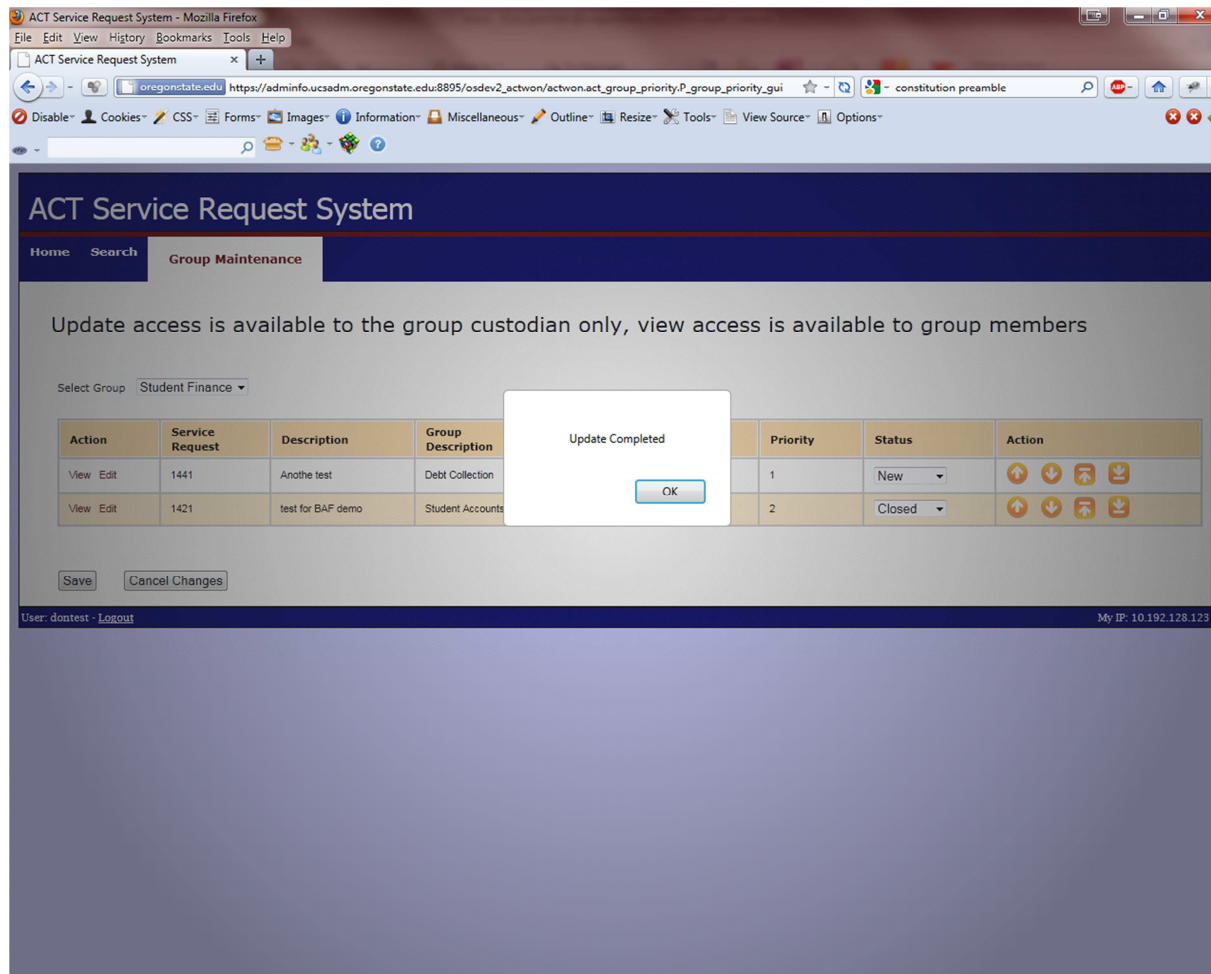 ACT Service Request System - Mozilla Firefox
File Edit View History Bookmarks Tools Help
ACT Service Request System × +
oregonstate.edu https://adminfo.ucsadm.oregonstate.edu:8895/osdev2_actwon/actwon.act_group_priority.P_group_priority_gui constitution preamble ABP
Disable Cookies CSS Forms Images Information Miscellaneous Outline Resize Tools View Source Options
ACT Service Request System
Home Search Group Maintenance
Update access is available to the group custodian only, view access is available to group members
Select Group Student Finance
Action Service Request Description Group Description Priority Status Action
View Edit 1441 Anothe test Debt Collection 1 New
View Edit 1421 test for BAF demo Student Accounts 2 Closed
Update Completed
OK
Save Cancel Changes
User: dontest - Logout My IP: 10.192.128.123